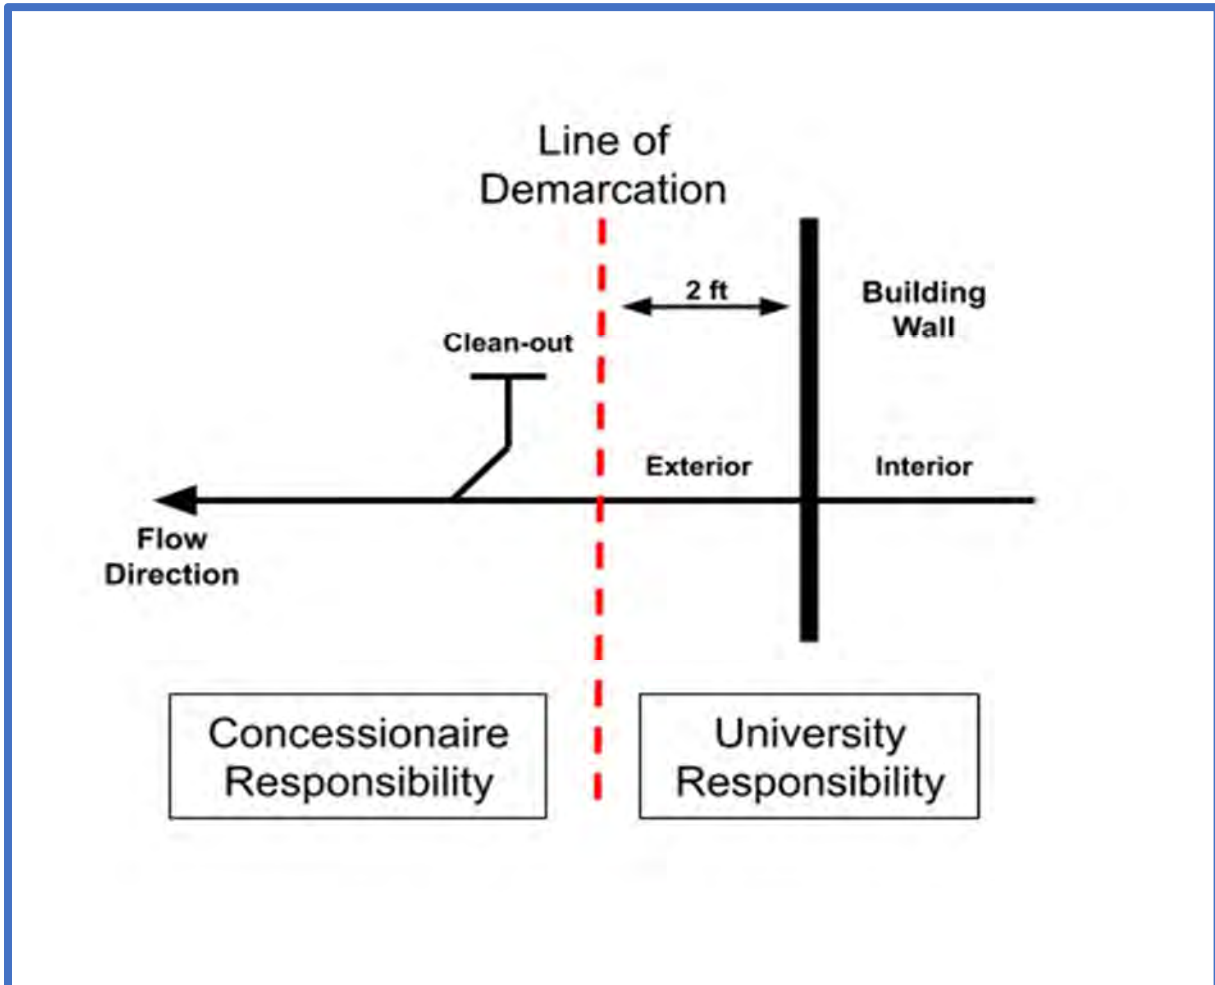 Line of
Demarcation
2 ft
Building
Wall
Clean-out
Exterior
Interior
Flow
Direction
Concessionaire
Responsibility
University
Responsibility